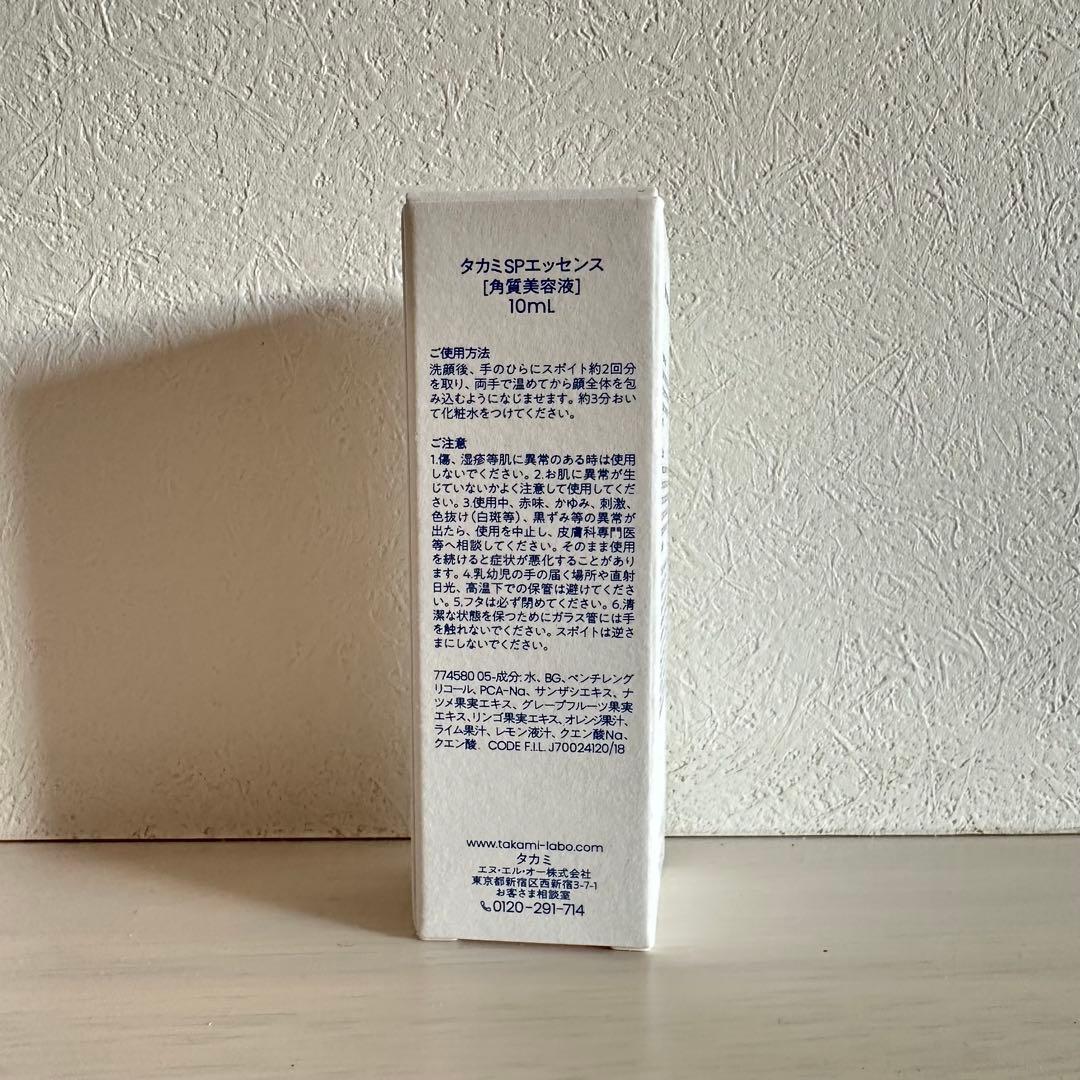 タカミSPエッセンス
[角質美容液]
10mL
ご使用方法
洗顔後、手のひらにスポイト約2回分
を取り、両手で温めてから顔全体を包
み込むようになじませます。約3分おい
て化粧水をつけてください。
ご注意
1.傷、湿疹等肌に異常のある時は使用
しないでください。2.お肌に異常が生
じていないかよく注意して使用してくだ
さい。3.使用中、赤味、かゆみ、刺激、
色抜け(白斑等)、黒ずみ等の異常が
出たら、使用を中止し、皮膚科専門医
等へ相談してください。そのまま使用
を続けると症状が悪化することがあり
ます。4.乳幼児の手の届く場所や直射
日光、高温下での保管は避けてくださ
い。5.フタは必ず閉めてください。6.清
潔な状態を保つためにガラス管には手
を触れないでください。スポイトは逆さ
まにしないでください。
774580 05-成分: 水、BG、ペンチレング
リコール、PCA-Na、サンザシエキス、ナ
ツメ果実エキス、グレープフルーツ果実
エキス、リンゴ果実エキス、オレンジ果汁、
ライム果汁、レモン液汁、クエン酸Na、
クエン酸. CODE F.I.L. J70024120/18
www.takami-labo.com
タカミ
エヌ・エル・オー株式会社
東京都新宿区西新宿3-7-1
お客さま相談室
0120-291-714